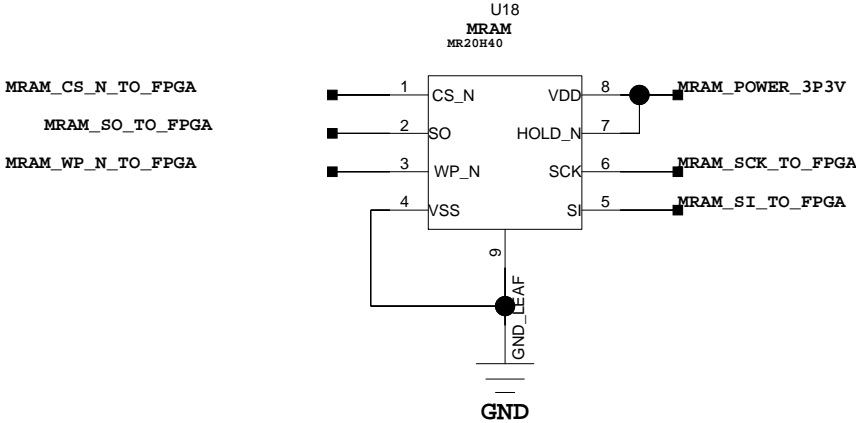 U18
MRAM
MR20H40
MRAM_CS_N_TO_FPGA 1 CS_N VDD 8 MRAM_POWER_3P3V
MRAM_SO_TO_FPGA 2 SO HOLD_N 7
MRAM_WP_N_TO_FPGA 3 WP_N SCK 6 MRAM_SCK_TO_FPGA
4 VSS SI 5 MRAM_SI_TO_FPGA
9
GND_LEAF
GND